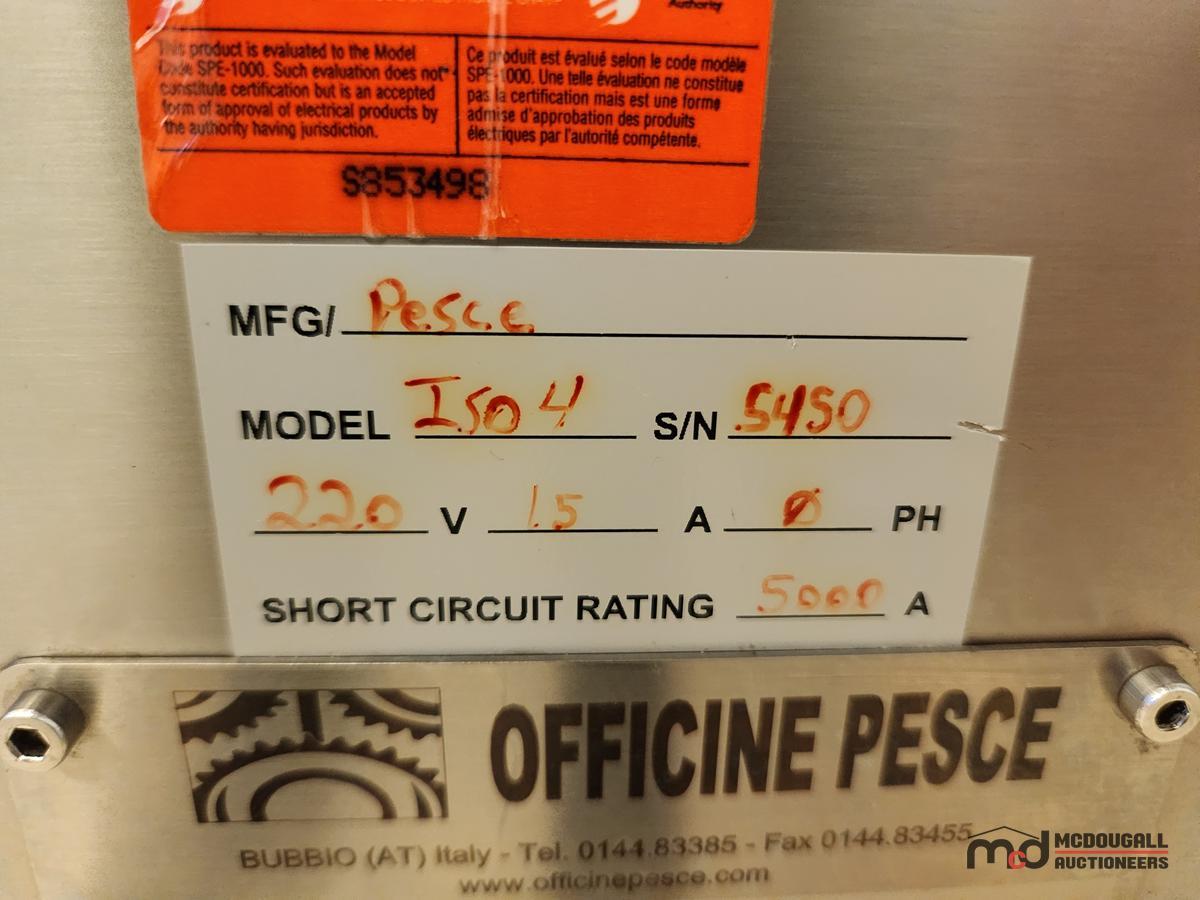 Authority
This product is evaluated to the Model
Code SPE-1000. Such evaluation does not
constitute certification but is an accepted
form of approval of electrical products by
the authority having jurisdiction.
Ce produit est évalué selon le code modèle
SPE-1000. Une telle évaluation ne constitue
pas la certification mais est une forme
admise d'approbation des produits
électriques par l'autorité compétente.
S853498
MFG/ Pesce
MODEL ISO 4 S/N 5450
220 V 1.5 A Ø PH
SHORT CIRCUIT RATING 5000 A
OFFICINE PESCE
BUBBIO (AT) Italy - Tel. 0144.83385 - Fax 0144.83455
www.officinepesce.com
mcd MCDOUGALL
AUCTIONEERS